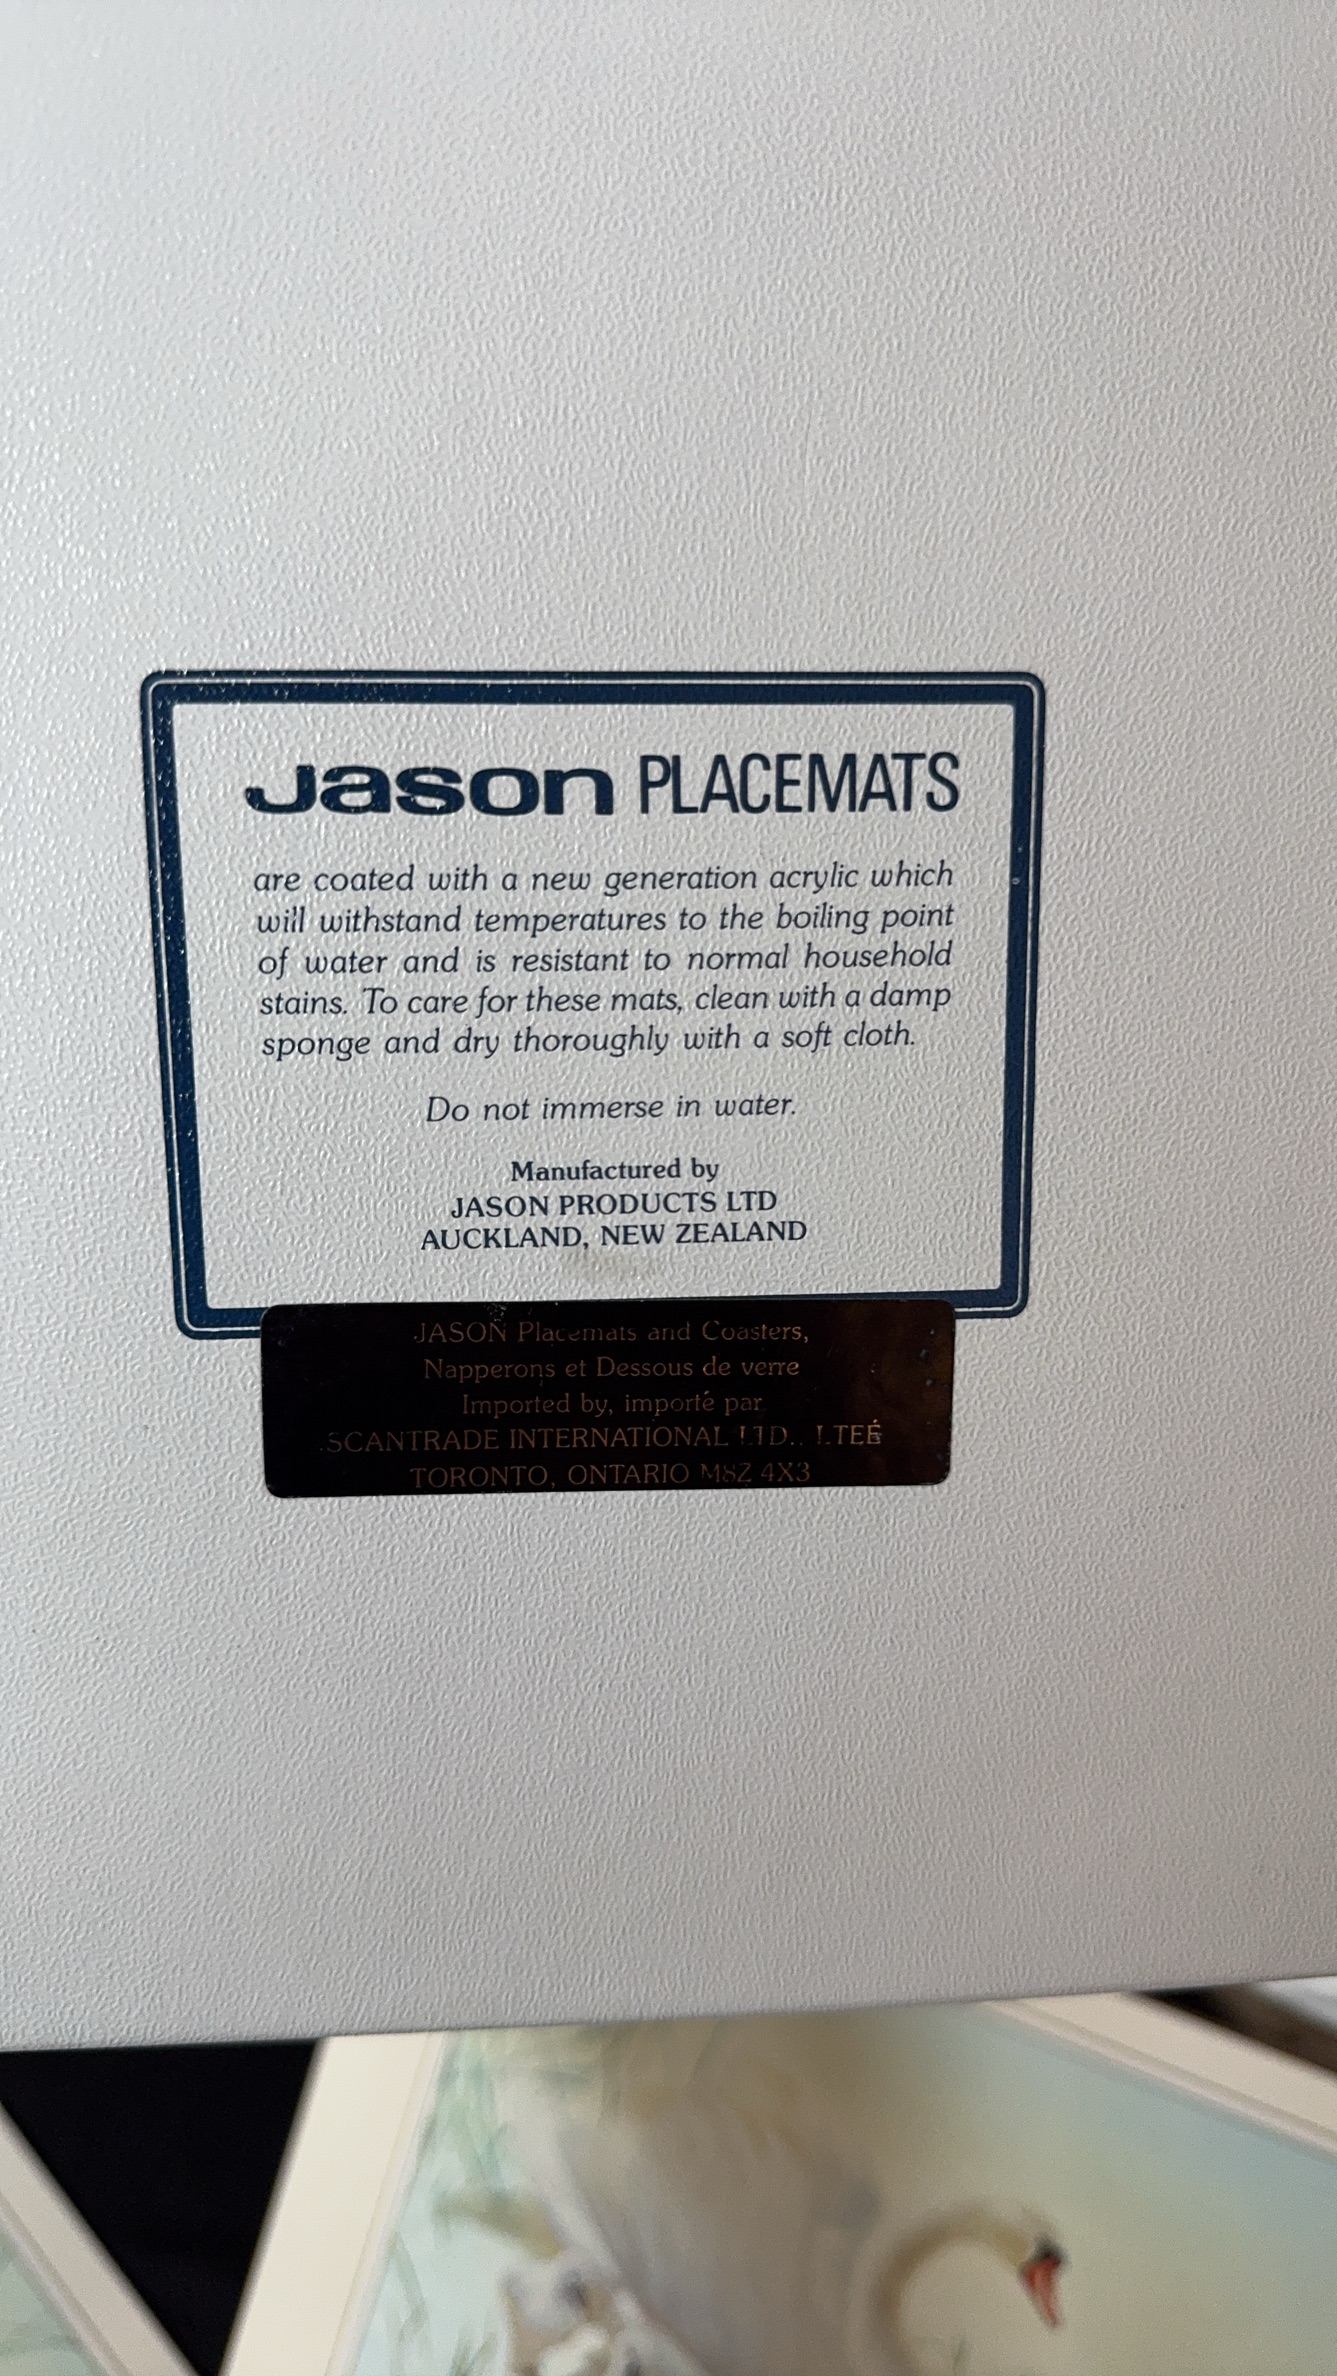 Jason PLACEMATS
are coated with a new generation acrylic which
will withstand temperatures to the boiling point
of water and is resistant to normal household
stains. To care for these mats, clean with a damp
sponge and dry thoroughly with a soft cloth.
Do not immerse in water.
Manufactured by
JASON PRODUCTS LTD
AUCKLAND, NEW ZEALAND
JASON Placemats and Coasters,
Napperons et Dessous de verre
Imported by, importé par
SCANTRADE INTERNATIONAL LTD., LTEÉ
TORONTO, ONTARIO M8Z 4X3